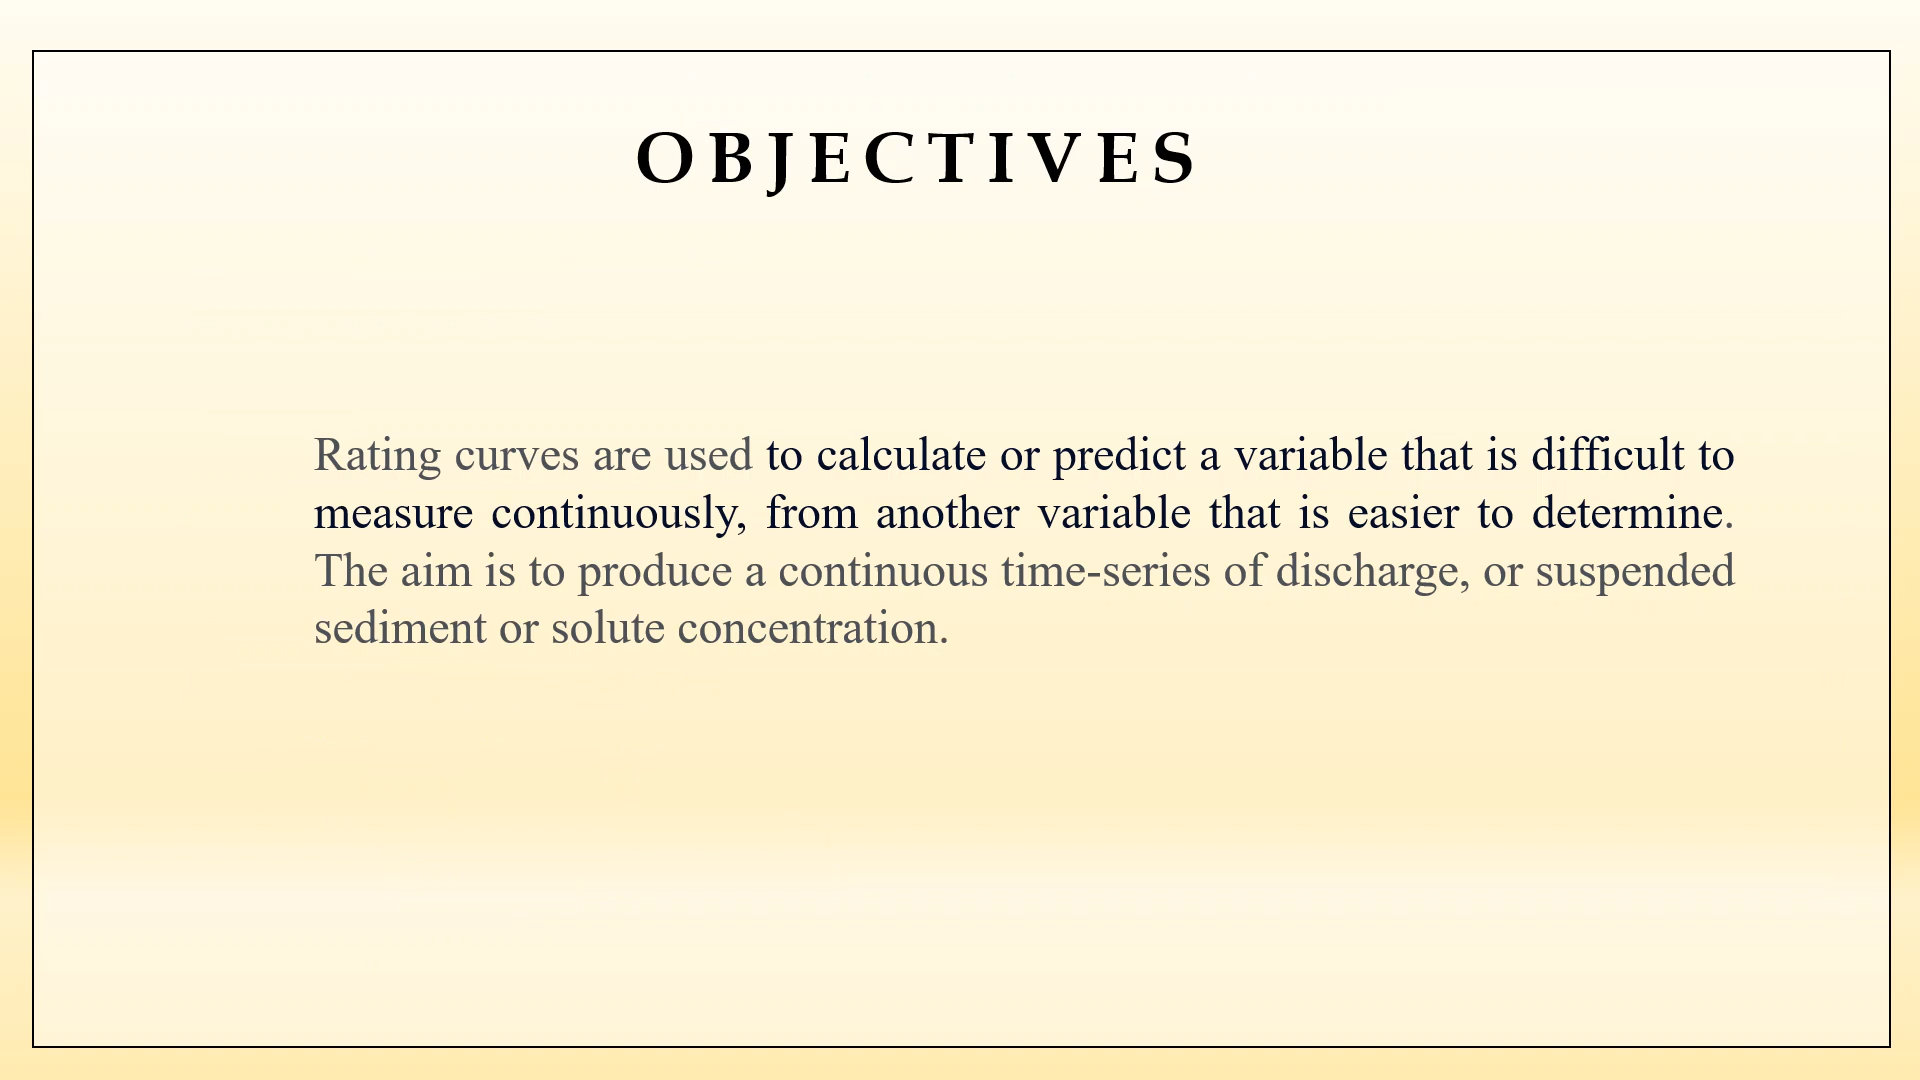 OBJECTIVES
Rating curves are used to calculate or predict a variable that is difficult to
measure continuously, from another variable that is easier to determine.
The aim is to produce a continuous time-series of discharge, or suspended
sediment or solute concentration.